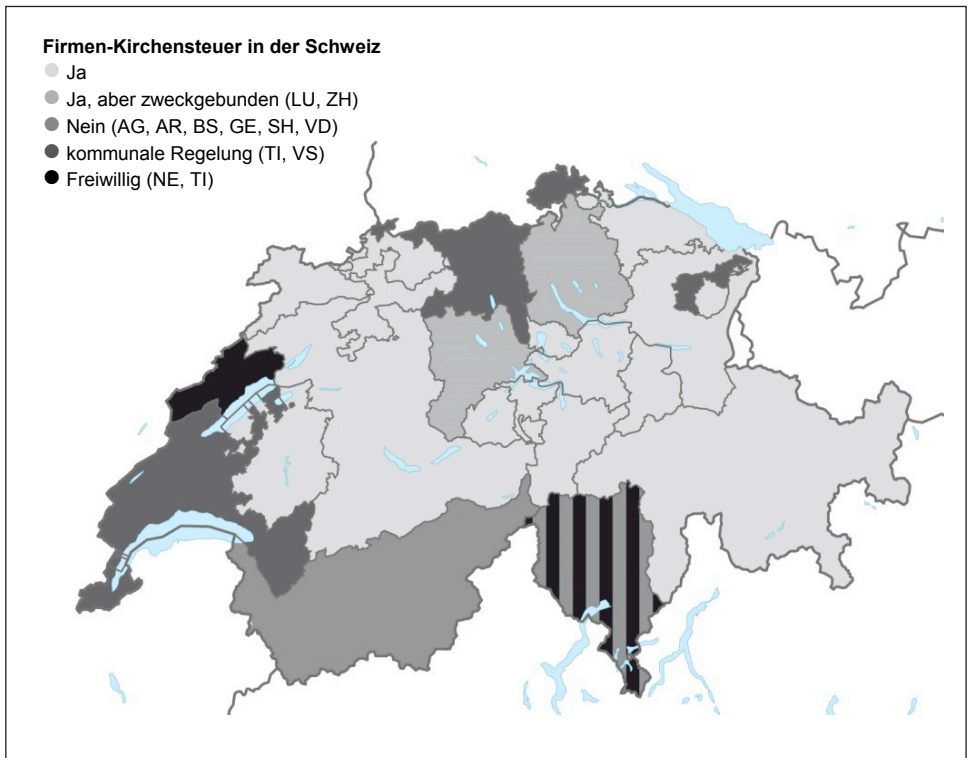 Firmen-Kirchensteuer in der Schweiz
Ja
Ja, aber zweckgebunden (LU, ZH)
Nein (AG, AR, BS, GE, SH, VD)
kommunale Regelung (TI, VS)
Freiwillig (NE, TI)